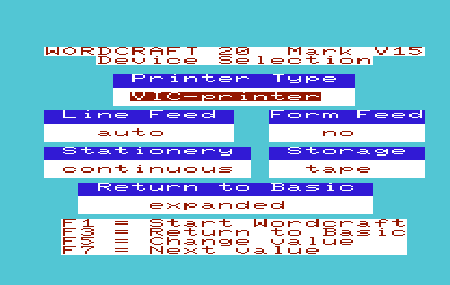 WORDCRAFT 20 Mark V15
Device Selection
Printer Type
VIC-printer
Line Feed Form Feed
auto no
Stationery Storage
continuous tape
Return to Basic
expanded
F1 = Start Wordcraft
F3 = Return to Basic
F5 = Change value
F7 = Next value